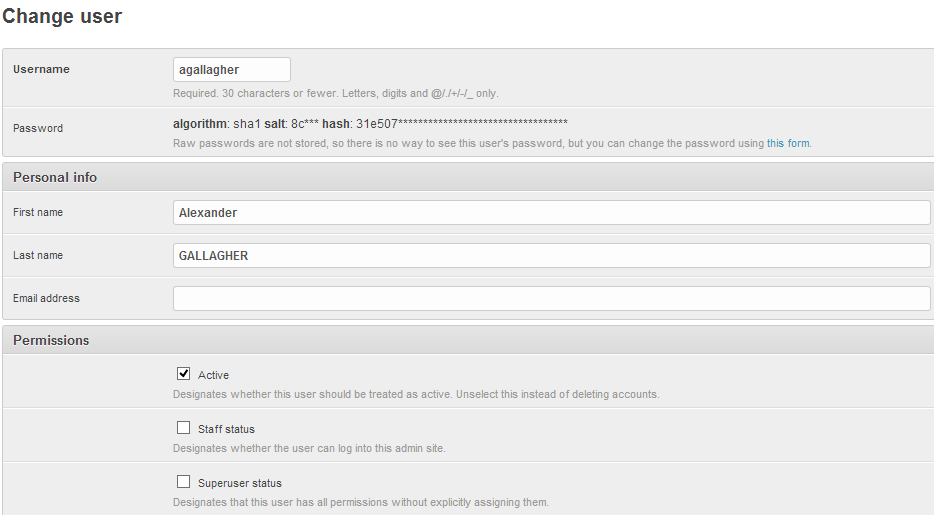 Change user
Username
agallagher
Required. 30 characters or fewer. Letters, digits and @/./+/-/_ only.
Password
algorithm: sha1 salt: 8c*** hash: 31e507**********************************
Raw passwords are not stored, so there is no way to see this user's password, but you can change the password using this form.
Personal info
First name
Alexander
Last name
GALLAGHER
Email address
Permissions
Active
Designates whether this user should be treated as active. Unselect this instead of deleting accounts.
Staff status
Designates whether the user can log into this admin site.
Superuser status
Designates that this user has all permissions without explicitly assigning them.